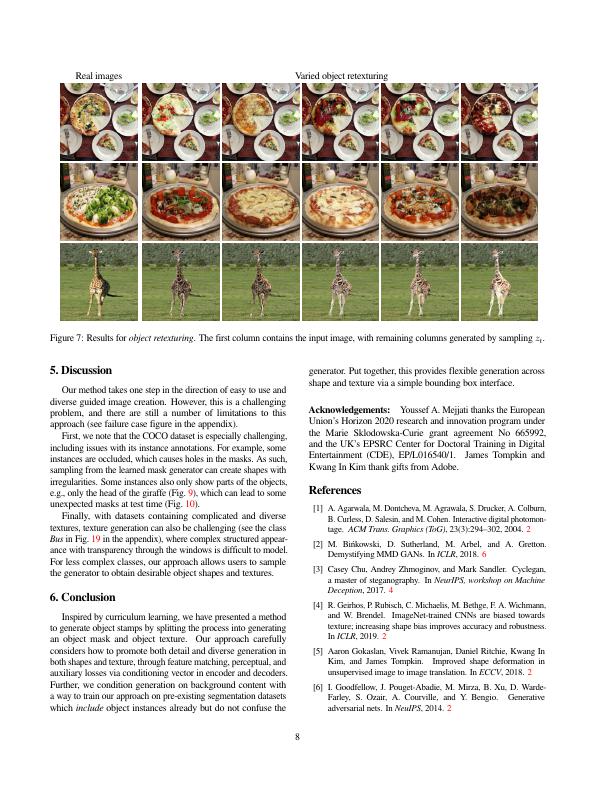 Real images
Varied object retexturing
Figure 7: Results for object retexturing. The first column contains the input image, with remaining columns generated by sampling zt.
5. Discussion
Our method takes one step in the direction of easy to use and
diverse guided image creation. However, this is a challenging
problem, and there are still a number of limitations to this
approach (see failure case figure in the appendix).
First, we note that the COCO dataset is especially challenging,
including issues with its instance annotations. For example, some
instances are occluded, which causes holes in the masks. As such,
sampling from the learned mask generator can create shapes with
irregularities. Some instances also only show parts of the objects,
e.g., only the head of the giraffe (Fig. 9), which can lead to some
unexpected masks at test time (Fig. 10).
Finally, with datasets containing complicated and diverse
textures, texture generation can also be challenging (see the class
Bus in Fig. 19 in the appendix), where complex structured appear-
ance with transparency through the windows is difficult to model.
For less complex classes, our approach allows users to sample
the generator to obtain desirable object shapes and textures.
6. Conclusion
Inspired by curriculum learning, we have presented a method
to generate object stamps by splitting the process into generating
an object mask and object texture. Our approach carefully
considers how to promote both detail and diverse generation in
both shapes and texture, through feature matching, perceptual, and
auxiliary losses via conditioning vector in encoder and decoders.
Further, we condition generation on background content with
a way to train our approach on pre-existing segmentation datasets
which include object instances already but do not confuse the
generator. Put together, this provides flexible generation across
shape and texture via a simple bounding box interface.
Acknowledgements: Youssef A. Mejjati thanks the European
Union's Horizon 2020 research and innovation program under
the Marie Sklodowska-Curie grant agreement No 665992,
and the UK's EPSRC Center for Doctoral Training in Digital
Entertainment (CDE), EP/L016540/1. James Tompkin and
Kwang In Kim thank gifts from Adobe.
References
[1] A. Agarwala, M. Dontcheva, M. Agrawala, S. Drucker, A. Colburn,
B. Curless, D. Salesin, and M. Cohen. Interactive digital photomon-
tage. ACM Trans. Graphics (ToG), 23(3):294–302, 2004. 2
[2] M. Bińkowski, D. Sutherland, M. Arbel, and A. Gretton.
Demystifying MMD GANs. In ICLR, 2018. 6
[3] Casey Chu, Andrey Zhmoginov, and Mark Sandler. Cyclegan,
a master of steganography. In NeurIPS, workshop on Machine
Deception, 2017. 4
[4] R. Geirhos, P. Rubisch, C. Michaelis, M. Bethge, F. A. Wichmann,
and W. Brendel. ImageNet-trained CNNs are biased towards
texture; increasing shape bias improves accuracy and robustness.
In ICLR, 2019. 2
[5] Aaron Gokaslan, Vivek Ramanujan, Daniel Ritchie, Kwang In
Kim, and James Tompkin. Improved shape deformation in
unsupervised image to image translation. In ECCV, 2018. 2
[6] I. Goodfellow, J. Pouget-Abadie, M. Mirza, B. Xu, D. Warde-
Farley, S. Ozair, A. Courville, and Y. Bengio. Generative
adversarial nets. In NeuIPS, 2014. 2
8